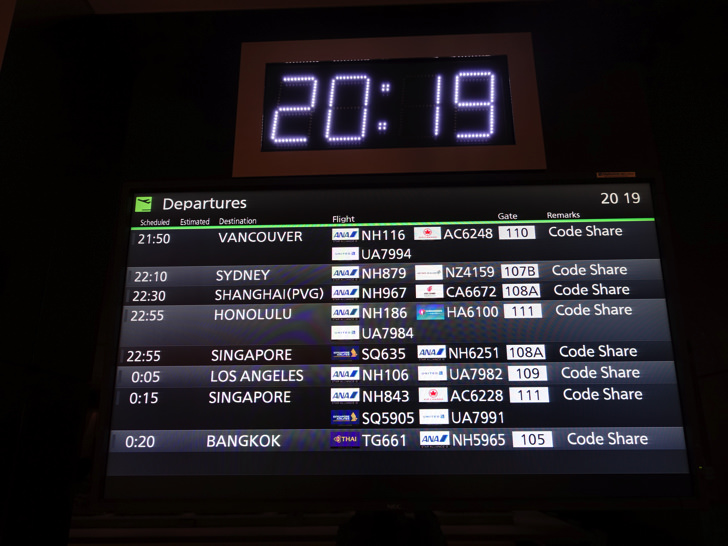 20:19
Departures 20 19
Scheduled Estimated Destination Flight Gate Remarks
21:50 VANCOUVER ANA NH116 AC6248 110 Code Share
UA7994
22:10 SYDNEY ANA NH879 NZ4159 107B Code Share
22:30 SHANGHAI(PVG) ANA NH967 CA6672 108A Code Share
22:55 HONOLULU ANA NH186 HA6100 111 Code Share
UA7984
22:55 SINGAPORE SQ635 ANA NH6251 108A Code Share
0:05 LOS ANGELES ANA NH106 UNITED UA7982 109 Code Share
0:15 SINGAPORE ANA NH843 AC6228 111 Code Share
SQ5905 UNITED UA7991
0:20 BANGKOK THAI TG661 ANA NH5965 105 Code Share